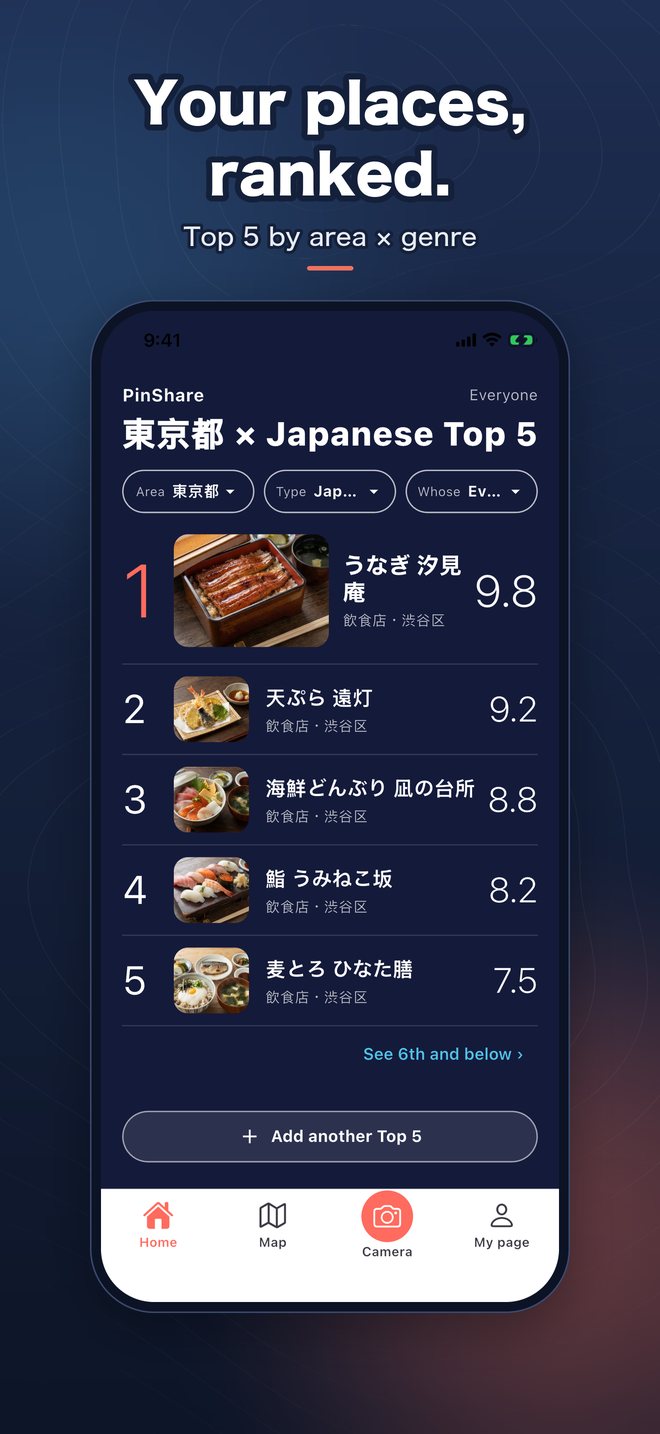 Your places,
ranked.
Top 5 by area × genre
9:41
PinShare
Everyone
東京都 × Japanese Top 5
Area 東京都
Type Jap...
Whose Ev...
1
うなぎ 汐見
庵
飲食店・渋谷区
9.8
2
天ぷら 遠灯
飲食店・渋谷区
9.2
3
海鮮どんぶり 凪の台所
飲食店・渋谷区
8.8
4
鮨 うみねこ坂
飲食店・渋谷区
8.2
5
麦とろ ひなた膳
飲食店・渋谷区
7.5
See 6th and below ›
+ Add another Top 5
Home
Map
Camera
My page